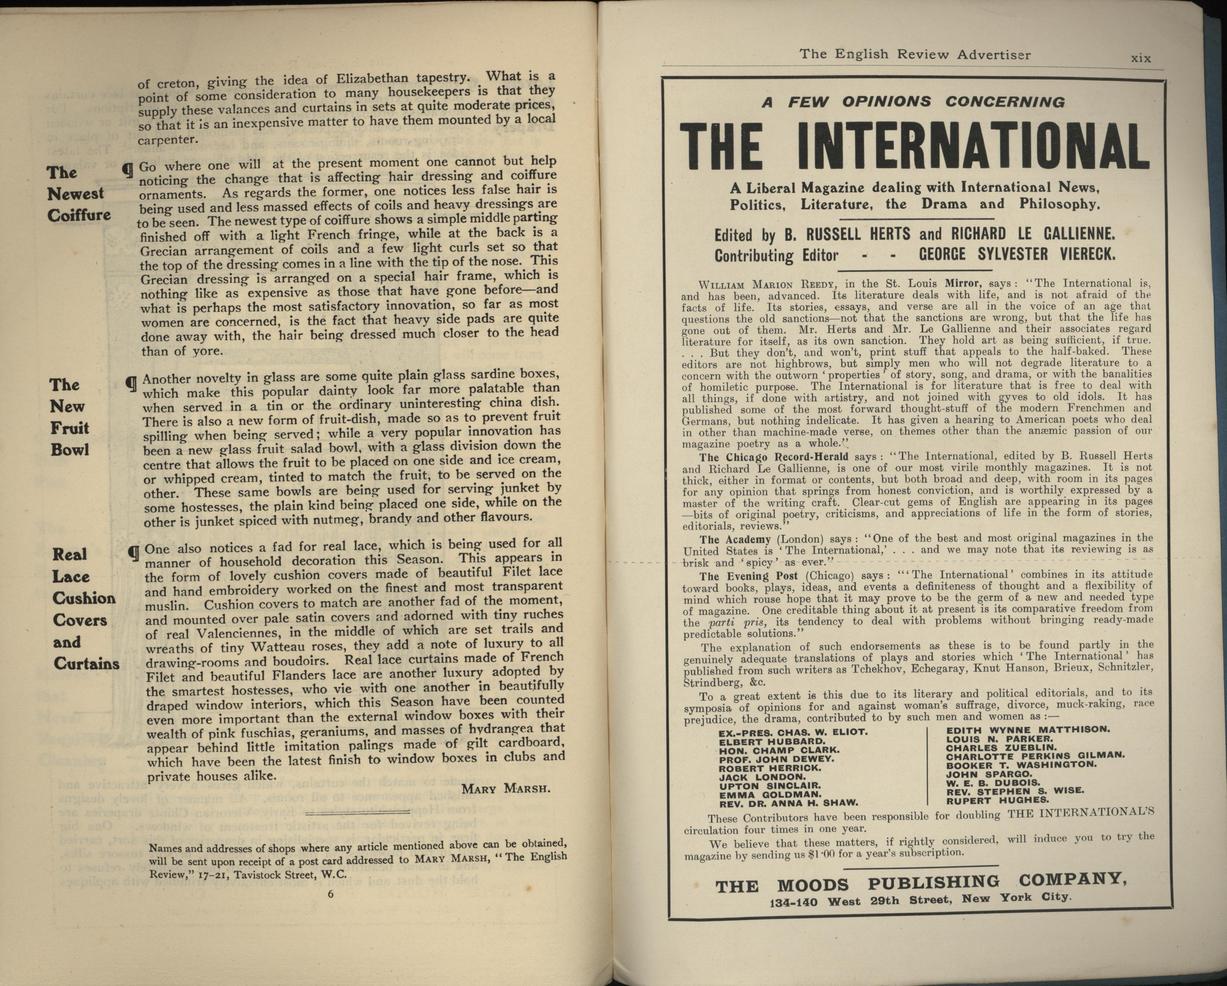 of creton, giving the idea of Elizabethan tapestry. What is a
point of some consideration to many housekeepers is that they
supply these valances and curtains in sets at quite moderate prices,
so that it is an inexpensive matter to have them mounted by a local
carpenter.
The
Newest
Coiffure
¶ Go where one will at the present moment one cannot but help
noticing the change that is affecting hair dressing and coiffure
ornaments. As regards the former, one notices less false hair is
being used and less massed effects of coils and heavy dressings are
to be seen. The newest type of coiffure shows a simple middle parting
finished off with a light French fringe, while at the back is a
Grecian arrangement of coils and a few light curls set so that
the top of the dressing comes in a line with the tip of the nose. This
Grecian dressing is arranged on a special hair frame, which is
nothing like as expensive as those that have gone before—and
what is perhaps the most satisfactory innovation, so far as most
women are concerned, is the fact that heavy side pads are quite
done away with, the hair being dressed much closer to the head
than of yore.
The
New
Fruit
Bowl
¶ Another novelty in glass are some quite plain glass sardine boxes,
which make this popular dainty look far more palatable than
when served in a tin or the ordinary uninteresting china dish.
There is also a new form of fruit-dish, made so as to prevent fruit
spilling when being served; while a very popular innovation has
been a new glass fruit salad bowl, with a glass division down the
centre that allows the fruit to be placed on one side and ice cream,
or whipped cream, tinted to match the fruit, to be served on the
other. These same bowls are being used for serving junket by
some hostesses, the plain kind being placed one side, while on the
other is junket spiced with nutmeg, brandy and other flavours.
Real
Lace
Cushion
Covers
and
Curtains
¶ One also notices a fad for real lace, which is being used for all
manner of household decoration this Season. This appears in
the form of lovely cushion covers made of beautiful Filet lace
and hand embroidery worked on the finest and most transparent
muslin. Cushion covers to match are another fad of the moment,
and mounted over pale satin covers and adorned with tiny ruches
of real Valenciennes, in the middle of which are set trails and
wreaths of tiny Watteau roses, they add a note of luxury to all
drawing-rooms and boudoirs. Real lace curtains made of French
Filet and beautiful Flanders lace are another luxury adopted by
the smartest hostesses, who vie with one another in beautifully
draped window interiors, which this Season have been counted
even more important than the external window boxes with their
wealth of pink fuschias, geraniums, and masses of hydrangea that
appear behind little imitation palings made of gilt cardboard,
which have been the latest finish to window boxes in clubs and
private houses alike.
MARY MARSH.
Names and addresses of shops where any article mentioned above can be obtained,
will be sent upon receipt of a post card addressed to MARY MARSH, "The English
Review," 17-21, Tavistock Street, W.C.
6
The English Review Advertiser xix
A FEW OPINIONS CONCERNING
THE INTERNATIONAL
A Liberal Magazine dealing with International News,
Politics, Literature, the Drama and Philosophy.
Edited by B. RUSSELL HERTS and RICHARD LE GALLIENNE.
Contributing Editor - - GEORGE SYLVESTER VIERECK.
WILLIAM MARION REEDY, in the St. Louis Mirror, says: "The International is,
and has been, advanced. Its literature deals with life, and is not afraid of the
facts of life. Its stories, essays, and verse are all in the voice of an age that
questions the old sanctions—not that the sanctions are wrong, but that the life has
gone out of them. Mr. Herts and Mr. Le Gallienne and their associates regard
literature for itself, as its own sanction. They hold art as being sufficient, if true.
. . . But they don't, and won't, print stuff that appeals to the half-baked. These
editors are not highbrows, but simply men who will not degrade literature to a
concern with the outworn 'properties' of story, song, and drama, or with the banalities
of homiletic purpose. The International is for literature that is free to deal with
all things, if done with artistry, and not joined with gyves to old idols. It has
published some of the most forward thought-stuff of the modern Frenchmen and
Germans, but nothing indelicate. It has given a hearing to American poets who deal
in other than machine-made verse, on themes other than the anæmic passion of our
magazine poetry as a whole."
The Chicago Record-Herald says: "The International, edited by B. Russell Herts
and Richard Le Gallienne, is one of our most virile monthly magazines. It is not
thick, either in format or contents, but both broad and deep, with room in its pages
for any opinion that springs from honest conviction, and is worthily expressed by a
master of the writing craft. Clear-cut gems of English are appearing in its pages
—bits of original poetry, criticisms, and appreciations of life in the form of stories,
editorials, reviews."
The Academy (London) says: "One of the best and most original magazines in the
United States is 'The International,' . . . and we may note that its reviewing is as
brisk and 'spicy' as ever."
The Evening Post (Chicago) says: "'The International' combines in its attitude
toward books, plays, ideas, and events a definiteness of thought and a flexibility of
mind which rouse hope that it may prove to be the germ of a new and needed type
of magazine. One creditable thing about it at present is its comparative freedom from
the parti pris, its tendency to deal with problems without bringing ready-made
predictable solutions."
The explanation of such endorsements as these is to be found partly in the
genuinely adequate translations of plays and stories which 'The International' has
published from such writers as Tchekhov, Echegaray, Knut Hanson, Brieux, Schnitzler,
Strindberg, &c.
To a great extent is this due to its literary and political editorials, and to its
symposia of opinions for and against woman's suffrage, divorce, muck-raking, race
prejudice, the drama, contributed to by such men and women as:—
EX.-PRES. CHAS. W. ELIOT.
ELBERT HUBBARD.
HON. CHAMP CLARK.
PROF. JOHN DEWEY.
ROBERT HERRICK.
JACK LONDON.
UPTON SINCLAIR.
EMMA GOLDMAN.
REV. DR. ANNA H. SHAW.
EDITH WYNNE MATTHISON.
LOUIS N. PARKER.
CHARLES ZUEBLIN.
CHARLOTTE PERKINS GILMAN.
BOOKER T. WASHINGTON.
JOHN SPARGO.
W. E. B. DUBOIS.
REV. STEPHEN S. WISE.
RUPERT HUGHES.
These Contributors have been responsible for doubling THE INTERNATIONAL'S
circulation four times in one year.
We believe that these matters, if rightly considered, will induce you to try the
magazine by sending us $1·00 for a year's subscription.
THE MOODS PUBLISHING COMPANY,
134-140 West 29th Street, New York City.